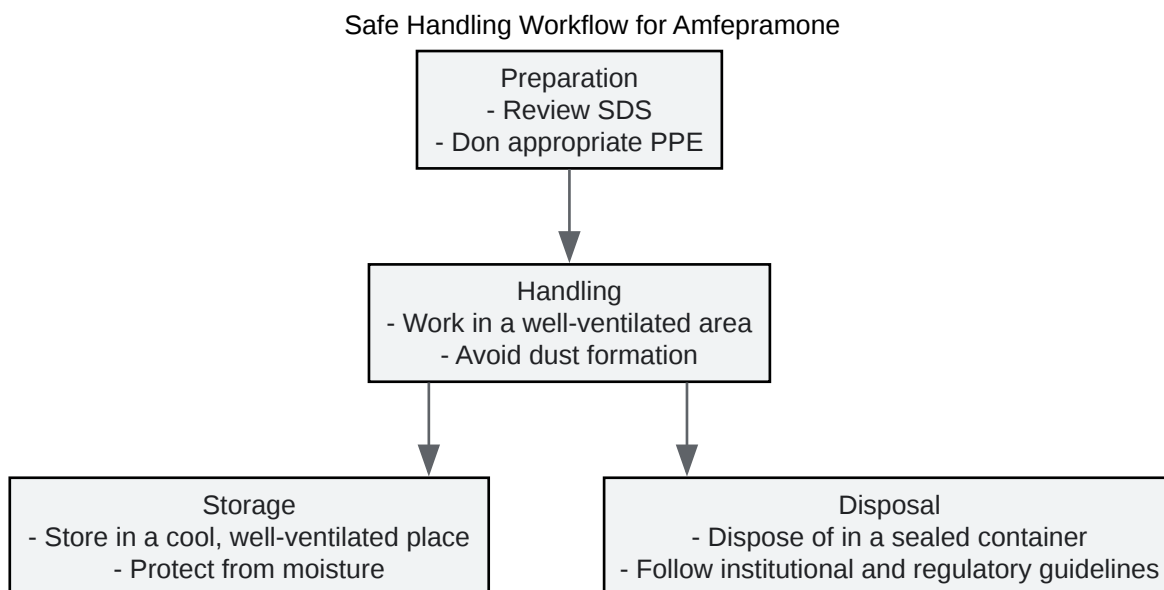 Safe Handling Workflow for Amfepramone
Preparation
- Review SDS
- Don appropriate PPE
Handling
- Work in a well-ventilated area
- Avoid dust formation
Storage
- Store in a cool, well-ventilated place
- Protect from moisture
Disposal
- Dispose of in a sealed container
- Follow institutional and regulatory guidelines